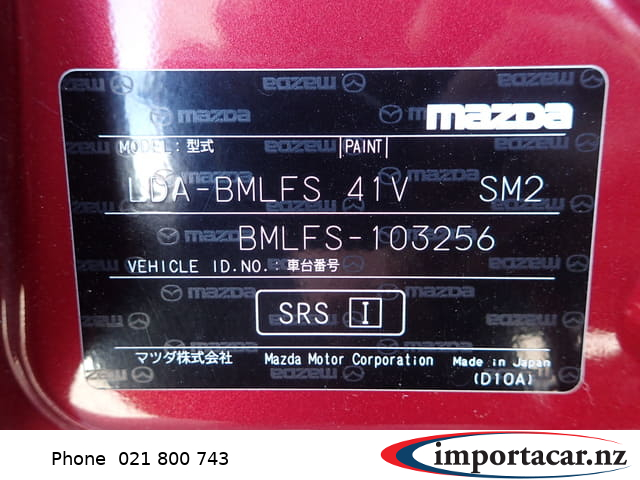 mazda
MODEL : 型式 PAINT
LDA-BMLFS 41V SM2
BMLFS-103256
VEHICLE ID.NO.: 車台番号
SRS I
マツダ株式会社 Mazda Motor Corporation Made in Japan
(D10A)
Phone 021 800 743
importacar.nz